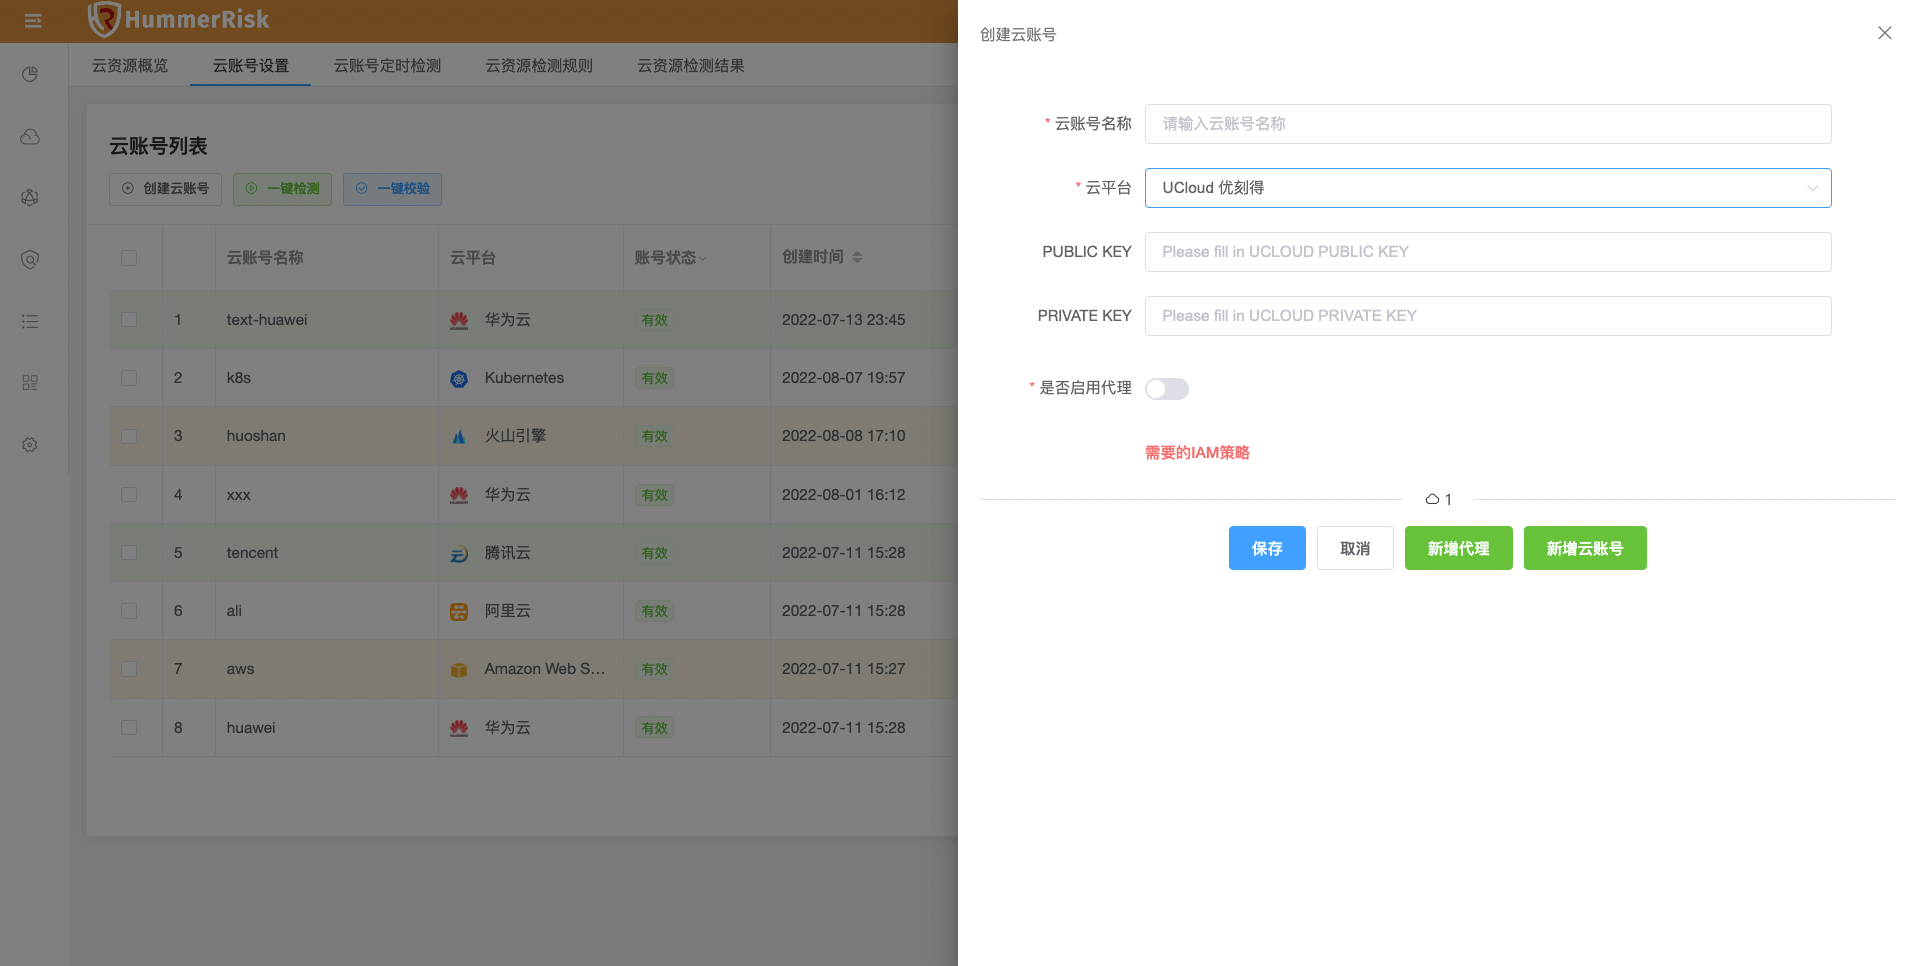 HummerRisk
云资源概览 云账号设置 云账号定时检测 云资源检测规则 云资源检测结果
云账号列表
创建云账号 一键检测 一键校验
云账号名称 云平台 账号状态 创建时间
1 text-huawei 华为云 有效 2022-07-13 23:45
2 k8s Kubernetes 有效 2022-08-07 19:57
3 huoshan 火山引擎 有效 2022-08-08 17:10
4 xxx 华为云 有效 2022-08-01 16:12
5 tencent 腾讯云 有效 2022-07-11 15:28
6 ali 阿里云 有效 2022-07-11 15:28
7 aws Amazon Web S... 有效 2022-07-11 15:27
8 huawei 华为云 有效 2022-07-11 15:28
创建云账号
* 云账号名称 请输入云账号名称
* 云平台 UCloud 优刻得
PUBLIC KEY Please fill in UCLOUD PUBLIC KEY
PRIVATE KEY Please fill in UCLOUD PRIVATE KEY
* 是否启用代理
需要的IAM策略
1
保存 取消 新增代理 新增云账号